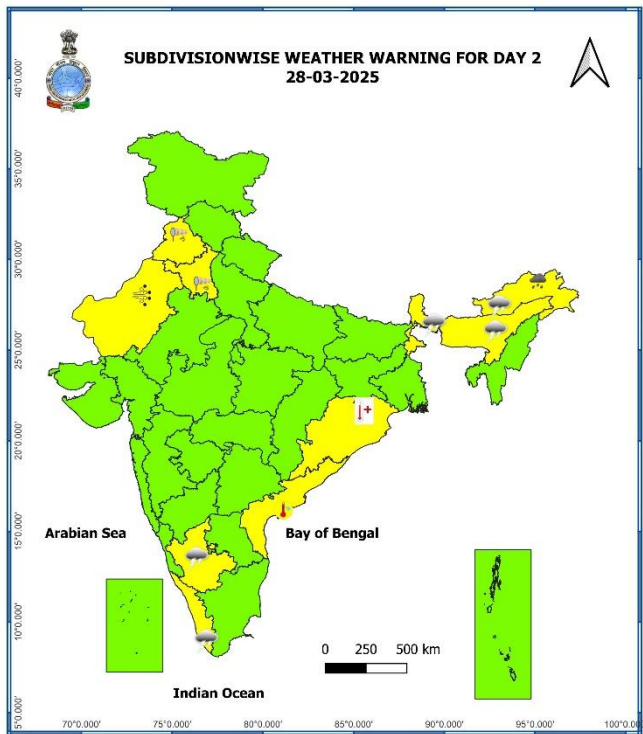 SUBDIVISIONWISE WEATHER WARNING FOR DAY 2
28-03-2025
40°0.000'
35°0.000'
30°0.000'
25°0.000'
20°0.000'
15°0.000'
10°0.000'
5°0.000'
Arabian Sea
Bay of Bengal
0 250 500 km
Indian Ocean
70°0.000' 75°0.000' 80°0.000' 85°0.000' 90°0.000' 95°0.000' 100°0.000'